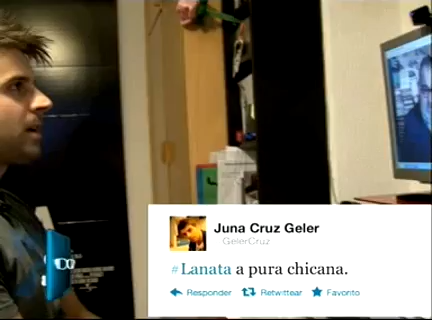 Juna Cruz Geler
GelerCruz
#Lanata a pura chicana.
Responder Retwittear Favorito